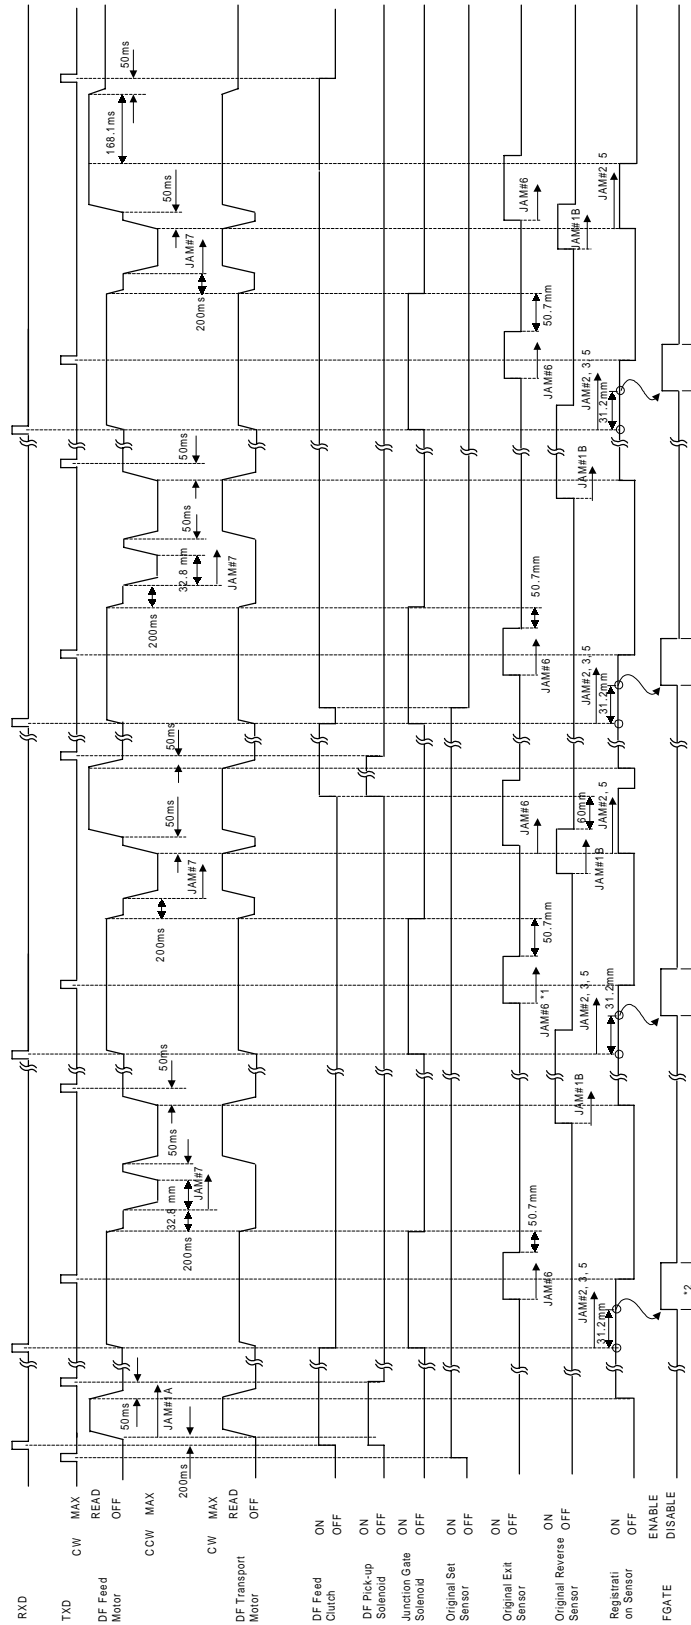 RXD
TXD
CW MAX
DF Feed
Motor
READ
OFF
CCW MAX
50ms
JAM#1A
200ms
200ms
32.8 mm
JAM#7
50ms
50ms
200ms
JAM#7
50ms
50ms
200ms
32.8 mm
JAM#7
50ms
50ms
200ms
JAM#7
50ms
168.1ms
50ms
CW MAX
DF Transport
Motor
READ
OFF
DF Feed
Clutch
ON
OFF
DF Pick-up
Solenoid
ON
OFF
Junction Gate
Solenoid
ON
OFF
Original Set
Sensor
ON
OFF
Original Exit
Sensor
ON
OFF
JAM#6
50.7mm
JAM#6 *1
50.7mm
JAM#6
JAM#6
50.7mm
JAM#6
50.7mm
JAM#6
Original Reverse
Sensor
ON
OFF
JAM#1B
JAM#1B
60mm
JAM#1B
JAM#1B
Registrati
on Sensor
ON
OFF
31.2mm
JAM#2, 3, 5
31.2mm
JAM#2, 3, 5
JAM#2, 5
31.2mm
JAM#2, 3, 5
31.2mm
JAM#2, 3, 5
JAM#2, 5
FGATE
ENABLE
DISABLE
*2